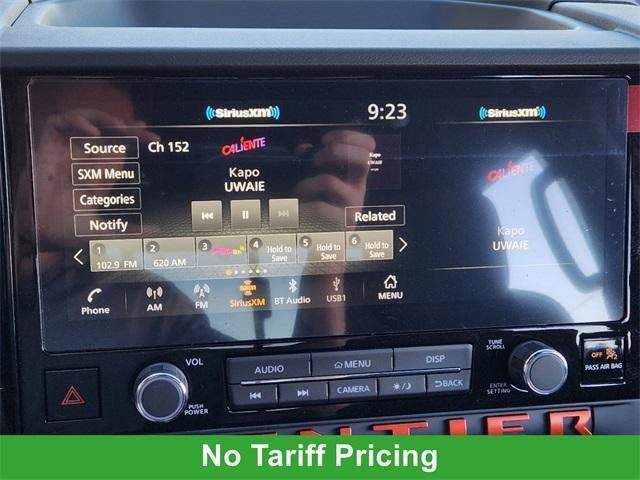 SiriusXM
9:23
SiriusXM
Source
Ch 152
CALIENTE
Kapo
SXM Menu
Kapo
UWAIE
CALIENTE
Categories
Notify
Related
Kapo
UWAIE
1
102.9 FM
2
620 AM
3
4
Hold to
Save
5
Hold to
Save
6
Hold to
Save
Phone
AM
FM
sxm
SiriusXM
BT Audio
USB1
MENU
VOL
PUSH
POWER
AUDIO
MENU
DISP
CAMERA
BACK
TUNE
SCROLL
ENTER
SETTING
OFF
2
PASS AIR BAG
NTIER
No Tariff Pricing